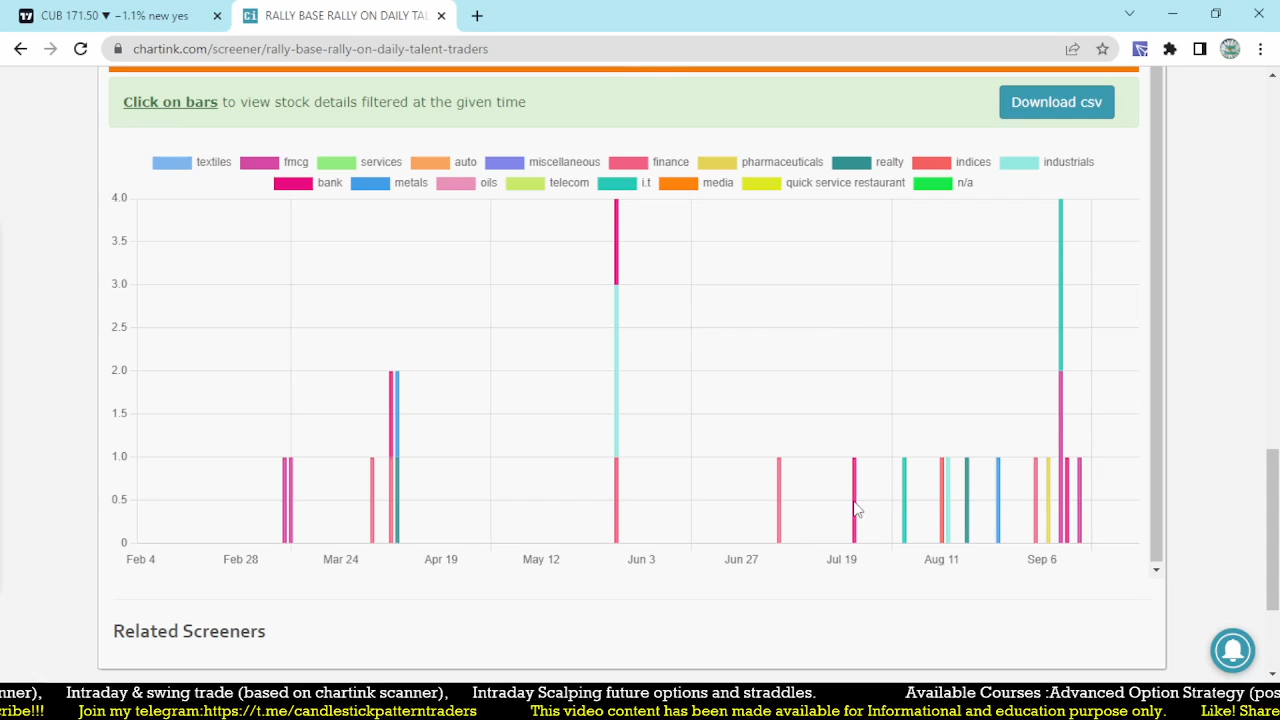 CUB 171.50 ▼ −1.1% new yes
RALLY BASE RALLY ON DAILY TAL
chartink.com/screener/rally-base-rally-on-daily-talent-traders
Click on bars to view stock details filtered at the given time
Download csv
textiles fmcg services auto miscellaneous finance pharmaceuticals realty indices industrials
bank metals oils telecom i.t media quick service restaurant n/a
4.0
3.5
3.0
2.5
2.0
1.5
1.0
0.5
0
Feb 4 Feb 28 Mar 24 Apr 19 May 12 Jun 3 Jun 27 Jul 19 Aug 11 Sep 6
Related Screeners
nner), Intraday & swing trade (based on chartink scanner), Intraday Scalping future options and straddles. Available Courses :Advanced Option Strategy (pos
cribe!!! Join my telegram:https://t.me/candlestickpatterntraders This video content has been made available for Informational and education purpose only. Like! Share